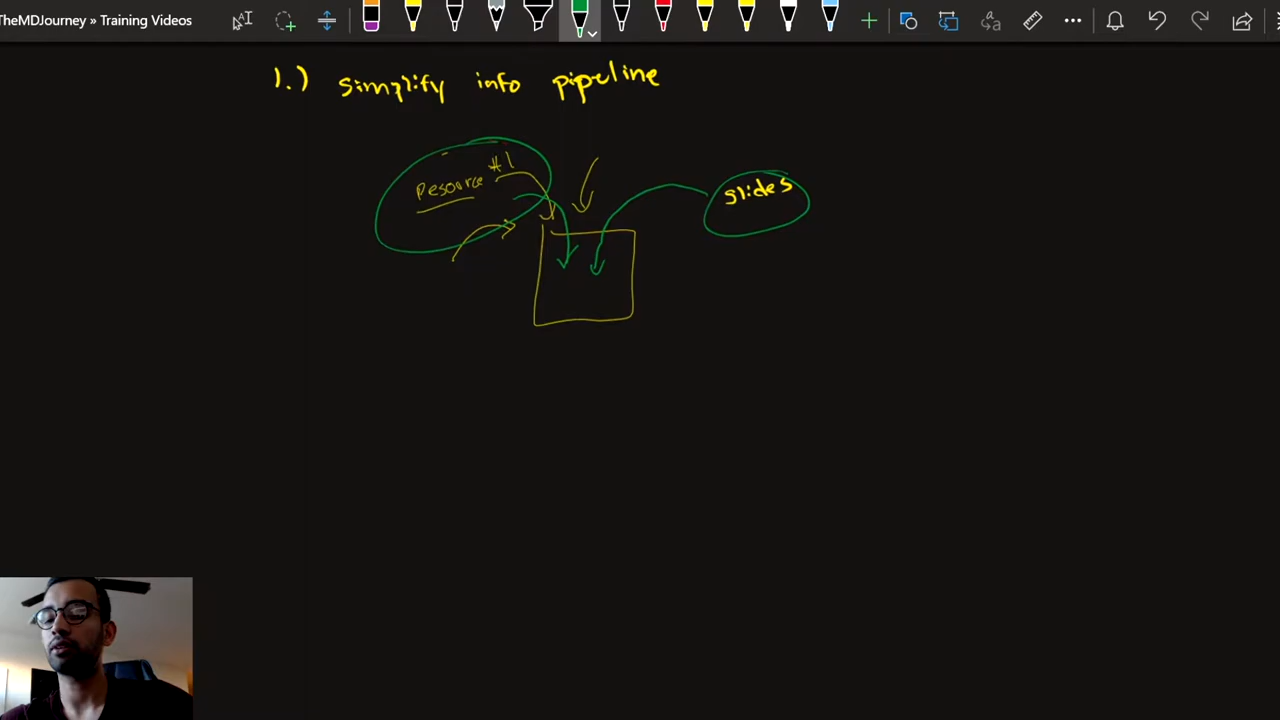 TheMDJourney » Training Videos
1.) simplify info pipeline
Resource #1
slides